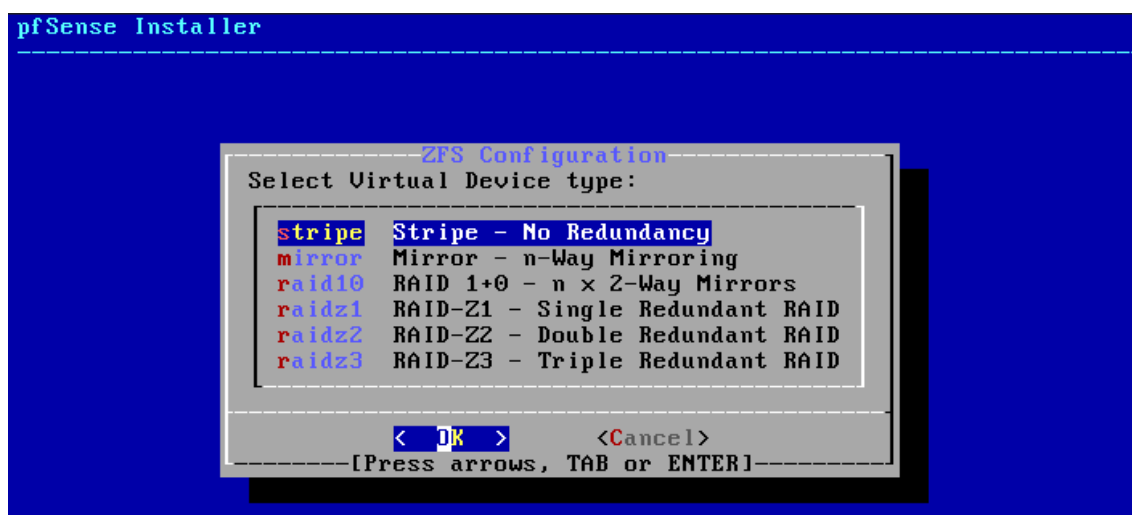 pfSense Installer
ZFS Configuration
Select Virtual Device type:
stripe Stripe - No Redundancy
mirror Mirror - n-Way Mirroring
raid10 RAID 1+0 - n x 2-Way Mirrors
raidz1 RAID-Z1 - Single Redundant RAID
raidz2 RAID-Z2 - Double Redundant RAID
raidz3 RAID-Z3 - Triple Redundant RAID
< OK > <Cancel>
[Press arrows, TAB or ENTER]